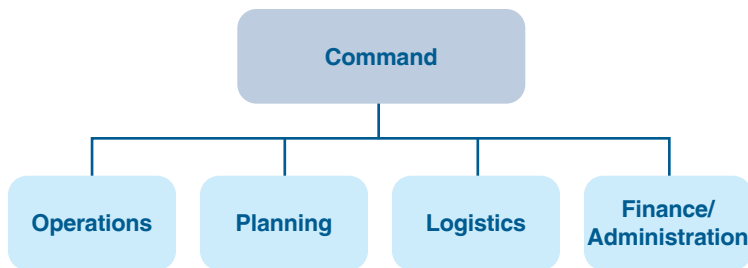 Command
Operations
Planning
Logistics
Finance/
Administration